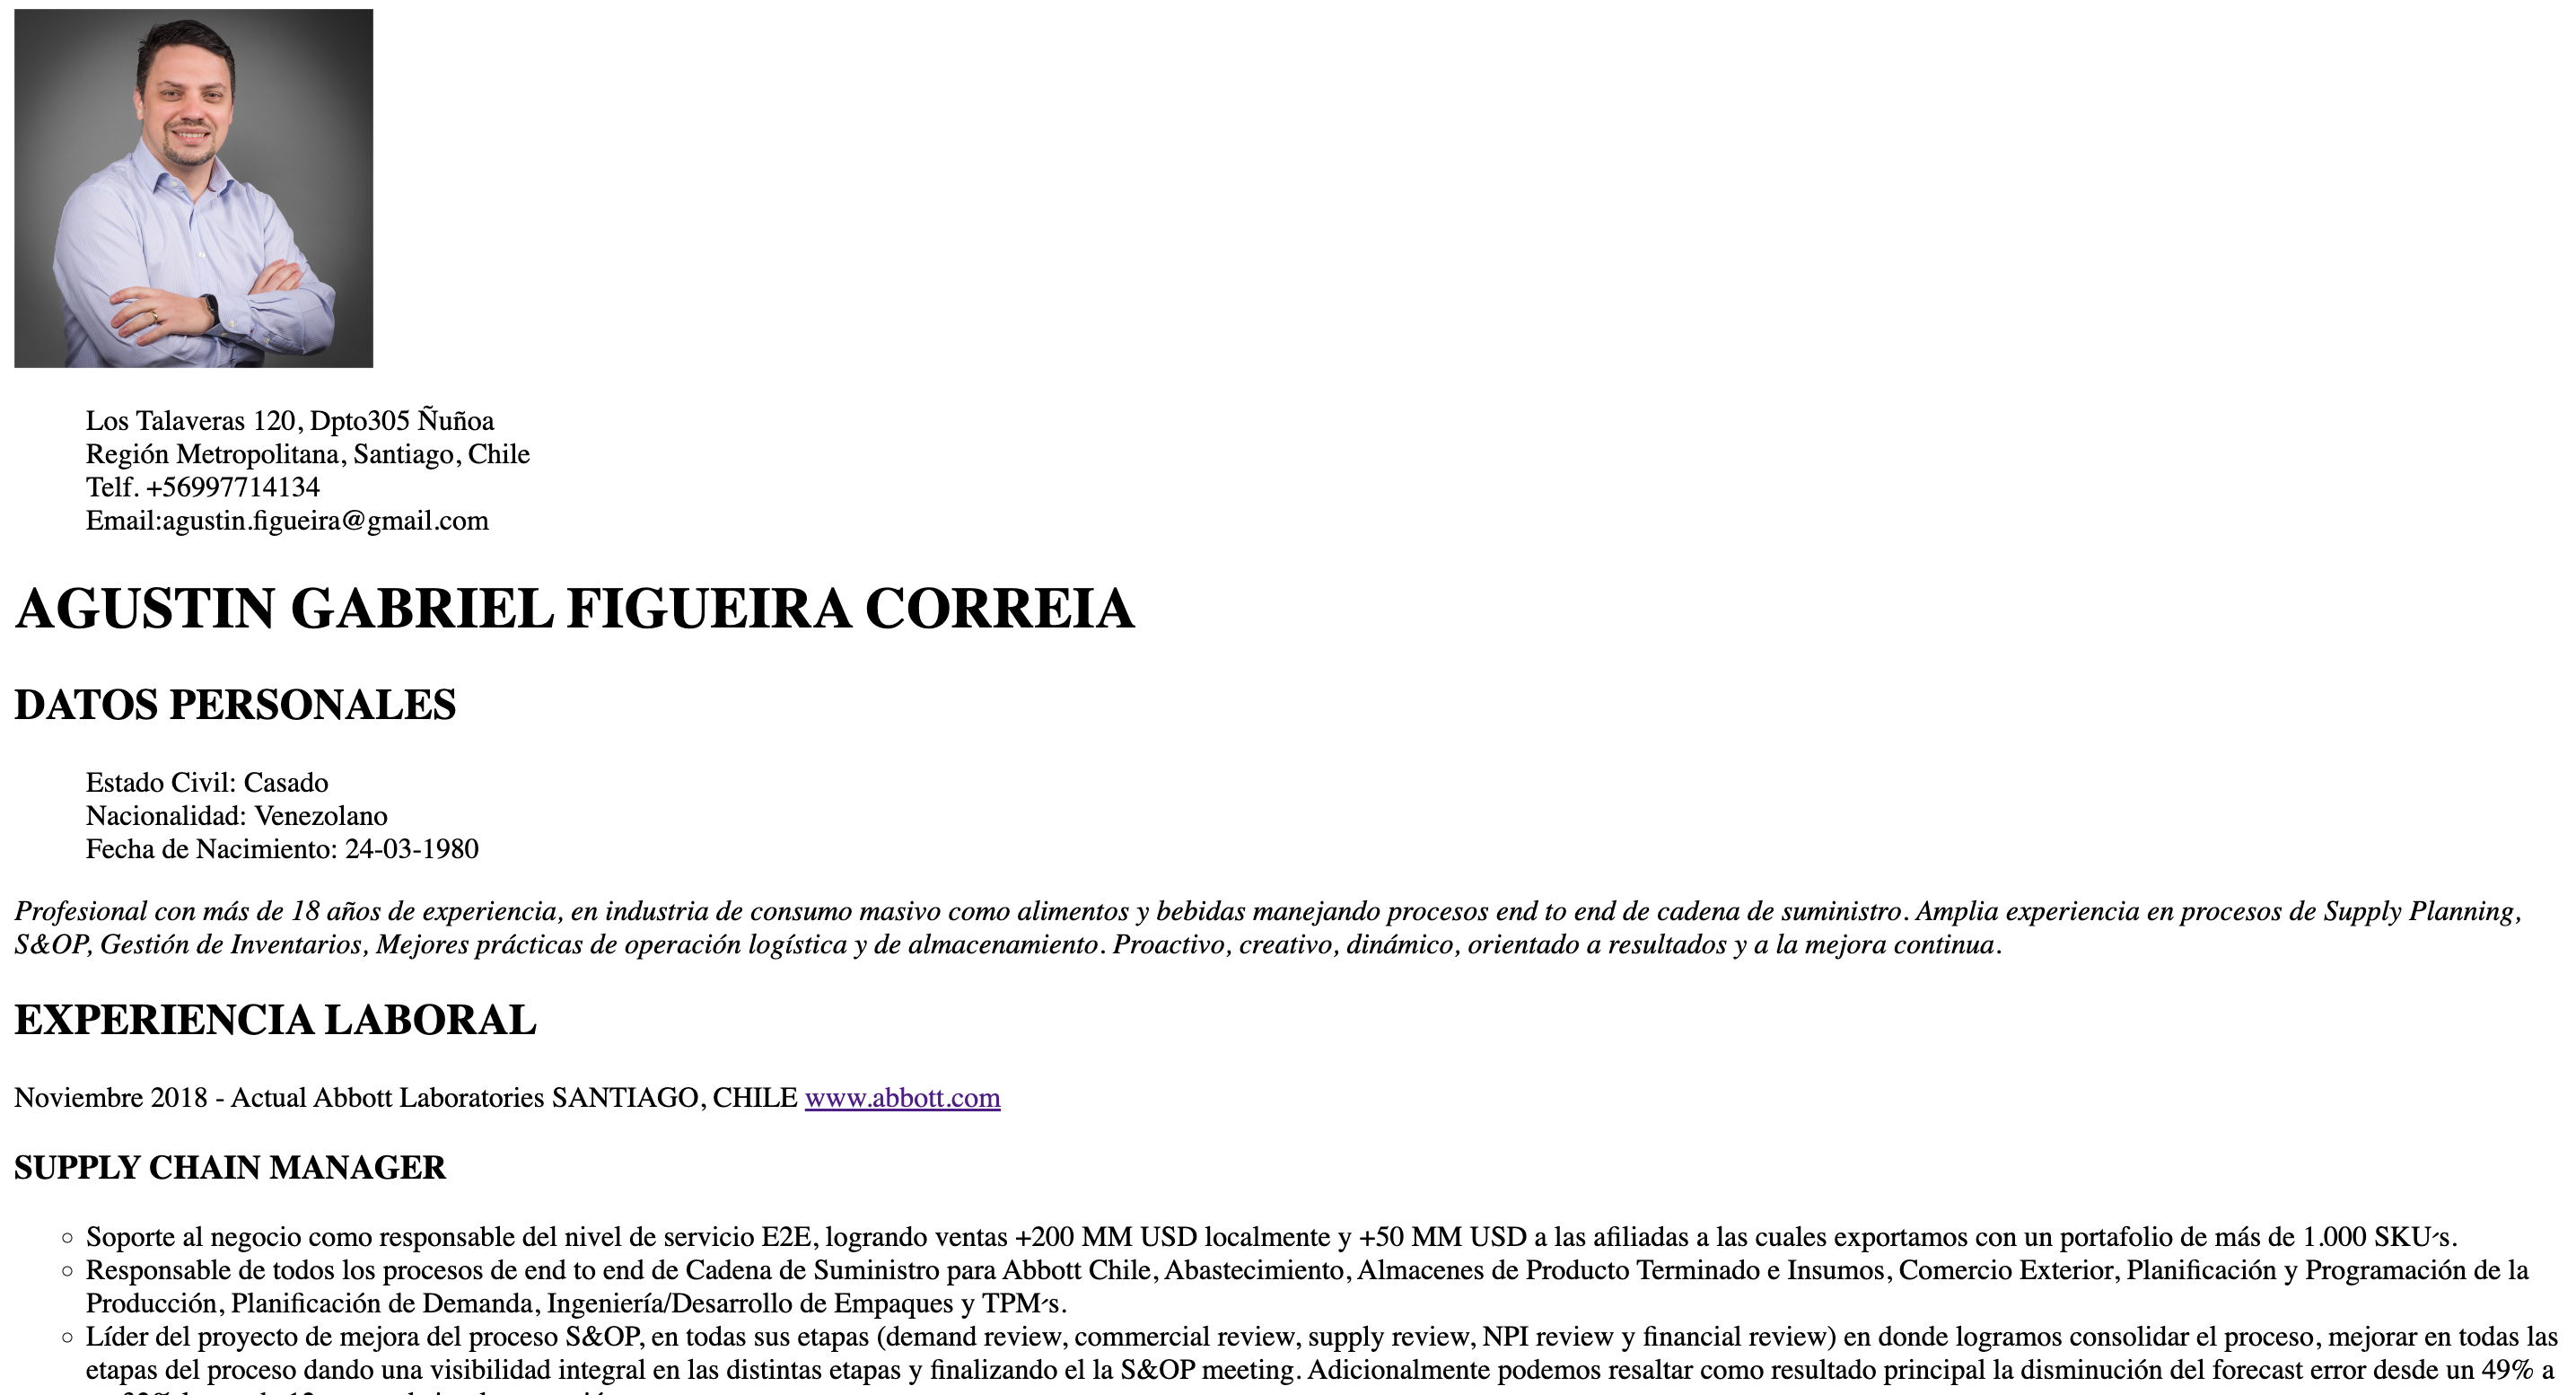 Los Talaveras 120, Dpto305 Ñuñoa
Región Metropolitana, Santiago, Chile
Telf. +56997714134
Email:agustin.figueira@gmail.com
AGUSTIN GABRIEL FIGUEIRA CORREIA
DATOS PERSONALES
Estado Civil: Casado
Nacionalidad: Venezolano
Fecha de Nacimiento: 24-03-1980
Profesional con más de 18 años de experiencia, en industria de consumo masivo como alimentos y bebidas manejando procesos end to end de cadena de suministro. Amplia experiencia en procesos de Supply Planning,
S&OP, Gestión de Inventarios, Mejores prácticas de operación logística y de almacenamiento. Proactivo, creativo, dinámico, orientado a resultados y a la mejora continua.
EXPERIENCIA LABORAL
Noviembre 2018 - Actual Abbott Laboratories SANTIAGO, CHILE www.abbott.com
SUPPLY CHAIN MANAGER
Soporte al negocio como responsable del nivel de servicio E2E, logrando ventas +200 MM USD localmente y +50 MM USD a las afiliadas a las cuales exportamos con un portafolio de más de 1.000 SKU´s.
Responsable de todos los procesos de end to end de Cadena de Suministro para Abbott Chile, Abastecimiento, Almacenes de Producto Terminado e Insumos, Comercio Exterior, Planificación y Programación de la
Producción, Planificación de Demanda, Ingeniería/Desarrollo de Empaques y TPM´s.
Líder del proyecto de mejora del proceso S&OP, en todas sus etapas (demand review, commercial review, supply review, NPI review y financial review) en donde logramos consolidar el proceso, mejorar en todas las
etapas del proceso dando una visibilidad integral en las distintas etapas y finalizando el la S&OP meeting. Adicionalmente podemos resaltar como resultado principal la disminución del forecast error desde un 49% a